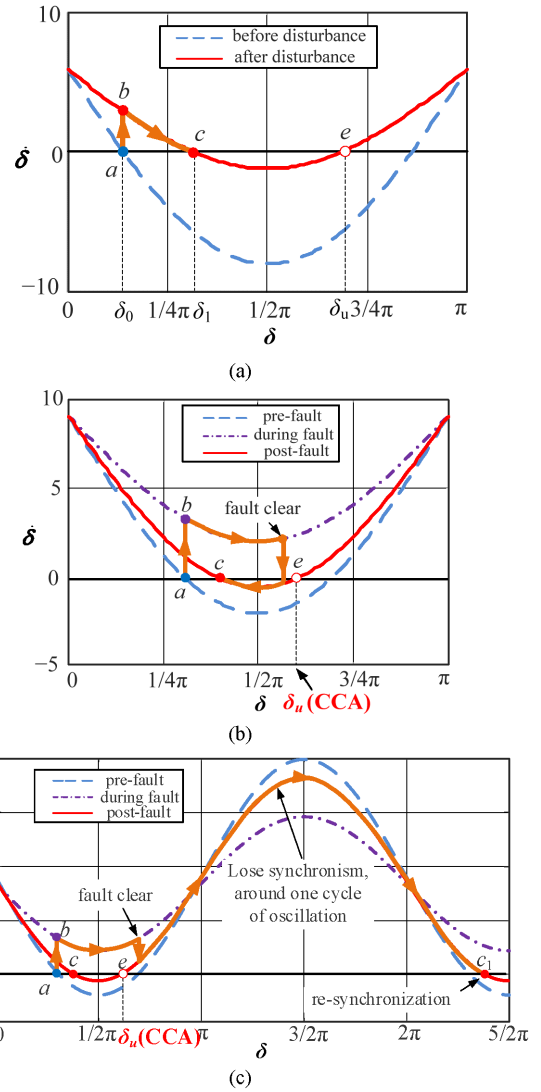 10
before disturbance
after disturbance
b
c
e
δ̇
0
a
−10
0
δ0
1/4π
δ1
1/2π
δu
3/4π
π
δ
(a)
10
pre-fault
during fault
post-fault
5
b
fault clear
δ̇
c
e
0
a
−5
0
1/4π
1/2π
3/4π
π
δ
δu(CCA)
(b)
pre-fault
during fault
post-fault
Lose synchronism,
around one cycle
of oscillation
fault clear
b
c
e
c1
a
re-synchronization
0
1/2π
δu(CCA)
π
3/2π
2π
5/2π
δ
(c)